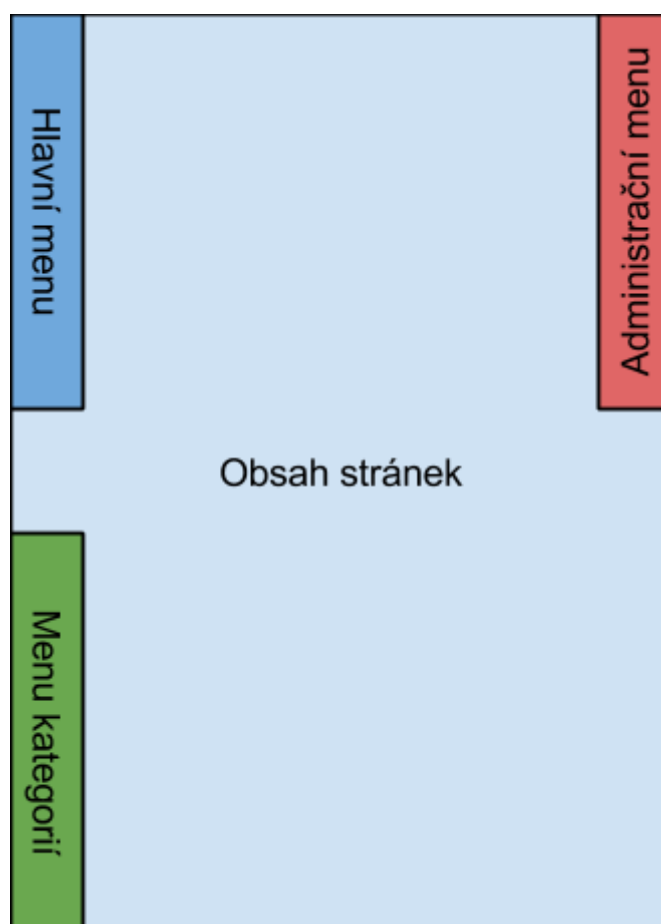 Hlavní menu
Administrační menu
Obsah stránek
Menu kategorií